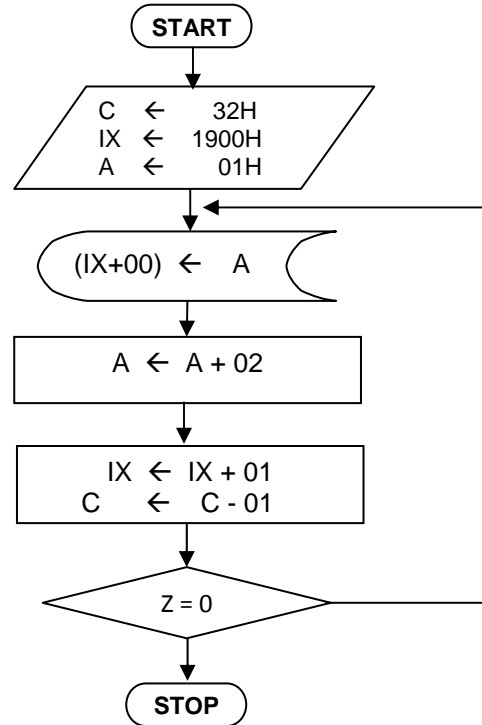 START
C ← 32H
IX ← 1900H
A ← 01H
(IX+00) ← A
A ← A + 02
IX ← IX + 01
C ← C - 01
Z = 0
STOP